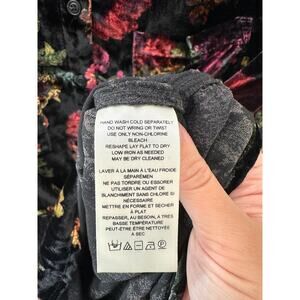 HAND WASH COLD SEPARATELY
DO NOT WRING OR TWIST
USE ONLY NON-CHLORINE
BLEACH
RESHAPE LAY FLAT TO DRY
LOW IRON AS NEEDED
MAY BE DRY CLEANED
LAVER À LA MAIN À L'EAU FROIDE
SÉPARÉMEN
NE PAS TORDRE OU ESSORER
UTILISER UN AGENT DE
BLANCHIMENT SANS CHLORE SI
NÉCESSAIRE
METTRE EN FORME ET SÉCHER
À PLAT
REPASSER, AU BESOIN, À TRÈS
BASSE TEMPÉRATURE
PEUT-ÊTRE ÊTRE NETTOYÉE
A SEC